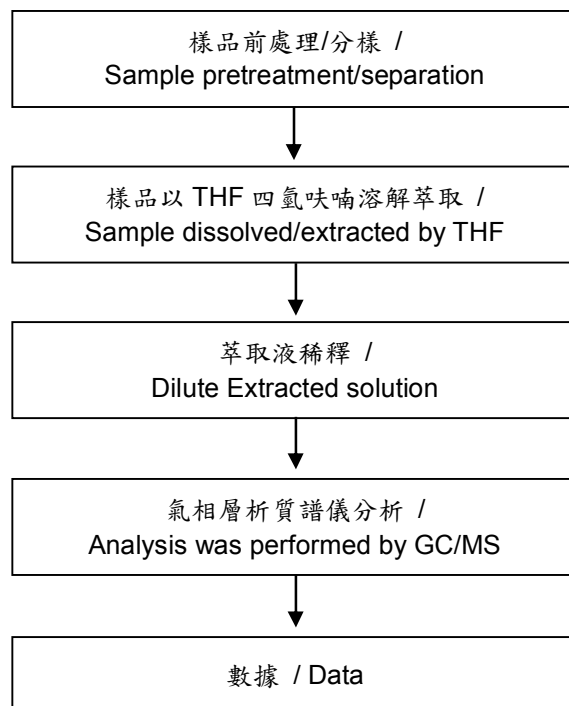 樣品前處理/分樣 /
Sample pretreatment/separation
樣品以 THF 四氫呋喃溶解萃取 /
Sample dissolved/extracted by THF
萃取液稀釋 /
Dilute Extracted solution
氣相層析質譜儀分析 /
Analysis was performed by GC/MS
數據 / Data